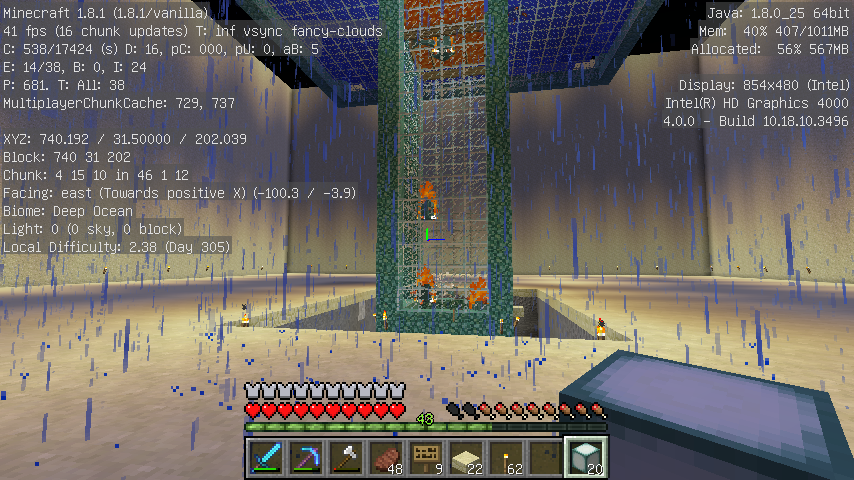 Minecraft 1.8.1 (1.8.1/vanilla)
41 fps (16 chunk updates) T: inf vsync fancy-clouds
C: 538/17424 (s) D: 16, pC: 000, pU: 0, aB: 5
E: 14/38, B: 0, I: 24
P: 681. T: All: 38
MultiplayerChunkCache: 729, 737
XYZ: 740.192 / 31.50000 / 202.039
Block: 740 31 202
Chunk: 4 15 10 in 46 1 12
Facing: east (Towards positive X) (-100.3 / -3.9)
Biome: Deep Ocean
Light: 0 (0 sky, 0 block)
Local Difficulty: 2.38 (Day 305)
Java: 1.8.0_25 64bit
Mem: 40% 407/1011MB
Allocated: 56% 567MB
Display: 854x480 (Intel)
Intel(R) HD Graphics 4000
4.0.0 - Build 10.18.10.3496
48
48 9 22 62 20